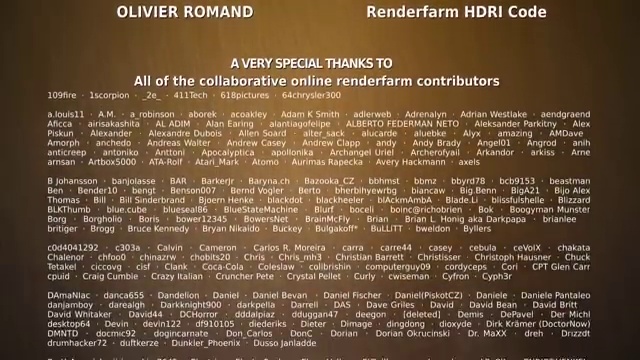 OLIVIER ROMAND Renderfarm HDRI Code
A VERY SPECIAL THANKS TO
All of the collaborative online renderfarm contributors
109fire · 1scorpion · _2e_ · 411Tech · 618pictures · 64chrysler300
a.louis11 · A.M. · a_robinson · aborek · acoakley · Adam K Smith · adlerweb · Adrenalyn · Adrian Westlake · aendgraend
Aficca · airisakashita · AL ADIM · Alan Earing · alantiagofelipe · ALBERTO FEDERMAN NETO · Aleksander Parkitny · Alex
Piskun · Alexander · Alexandre Dubois · Allen Soard · alter_sack · alucarde · aluebke · Alyx · amazing · AMDave
Amorph · anchedo · Andreas Walter · Andrew Casey · Andrew Clapp · andy · Andy Brady · Angel01 · Angrod · anih
anticreep · antoniko · Anttoni · Apocalyptica · apollonika · Archangel Uriel · Archerofyai · Arkandor · arkiss · Arne
arnsan · Artbox5000 · ATA-Rolf · Atari_Mark · Atomo · Aurimas Rapecka · Avery Hackmann · axels
B Johansson · banjolasse · BAR · BarkerJr · Baryna.ch · Bazooka_CZ · bbhmst · bbmz · bbyrd78 · bcb9153 · beastman
Ben · Bender10 · bengt · Benson007 · Bernd Vogler · Berto · bherbihyewrbg · biancaw · Big.Benn · BigA21 · Bijo Alex
Thomas · Bill · Bill Sinderbrand · Bjoern Henke · blackdot · blackheeler · blAckmAmbA · Blade.Li · blissfulshelle · Blizzard
BLKThumb · blue.cube · blueseal86 · BlueStateMachine · Blurf · boceli · boinc@richobrien · Bok · Boogyman Munster
Borg · Borgholio · Boris · bower12345 · BowersNet · BrainMcFly · Brian · Brian L. Honig aka Darkpapa · brianlee
britiger · Brogg · Bruce Kennedy · Bryan Nikaido · Buckey · Bulgakoff* · BuLLiTT · bweldon · Byllers
c0d4041292 · c303a · Calvin · Cameron · Carlos R. Moreira · carra · carre44 · casey · cebula · ceVoiX · chakata
Chalenor · chfoo0 · chinazrw · chobits20 · Chris · Chris_mh3 · Christian Barrett · Christisser · Christoph Hausner · Chuck
Tetakel · ciccovg · cisf · Clank · Coca-Cola · Coleslaw · colibrishin · computerguy09 · cordyceps · Cori · CPT Glen Carr
cpuid · Craig Cumbie · Crazy Italian · Cruncher Pete · Crystal Pellet · Curly · cwiseman · Cyfron · Cyph3r
DAmaNIac · danca655 · Dandelion · Daniel · Daniel Bevan · Daniel Fischer · Daniel(PiskotCZ) · Daniele · Daniele Pantaleo
danjamboy · darealgh · Darkknight900 · darkpella · Darrell · DAS · Dave Griles · David · David Bean · David Britt
David Whitaker · David44 · DCHorror · dddalpiaz · dduggan47 · deegon · [deleted] · demis · DePavel · Der Michl
desktop64 · Dev · Devin · devin122 · df910105 · diederiks · Dieter · Dimage · dingdong · dioxyde · Dirk Krämer (DoctorNow)
DMNTD · docmic92 · dogincarnate · Don_Carlos · DonC · Dorian · Dorian Okrucinski · Dr. MaXX · dreh · Drizzdt
drumhacker72 · duftkerze · Dunkler_Phoenix · Dusso Janladde